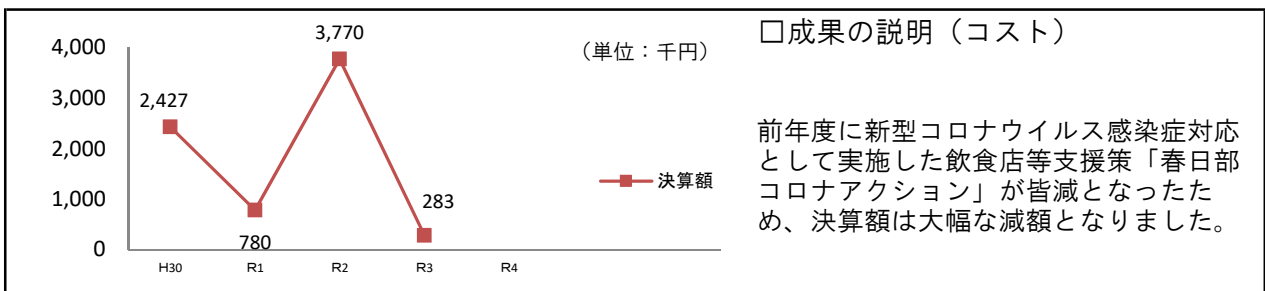 4,000
3,000
2,000
1,000
0
2,427
780
3,770
283
H30
R1
R2
R3
R4
（単位：千円）
決算額
□成果の説明（コスト）
前年度に新型コロナウイルス感染症対応
として実施した飲食店等支援策「春日部
コロナアクション」が皆減となったた
め、決算額は大幅な減額となりました。